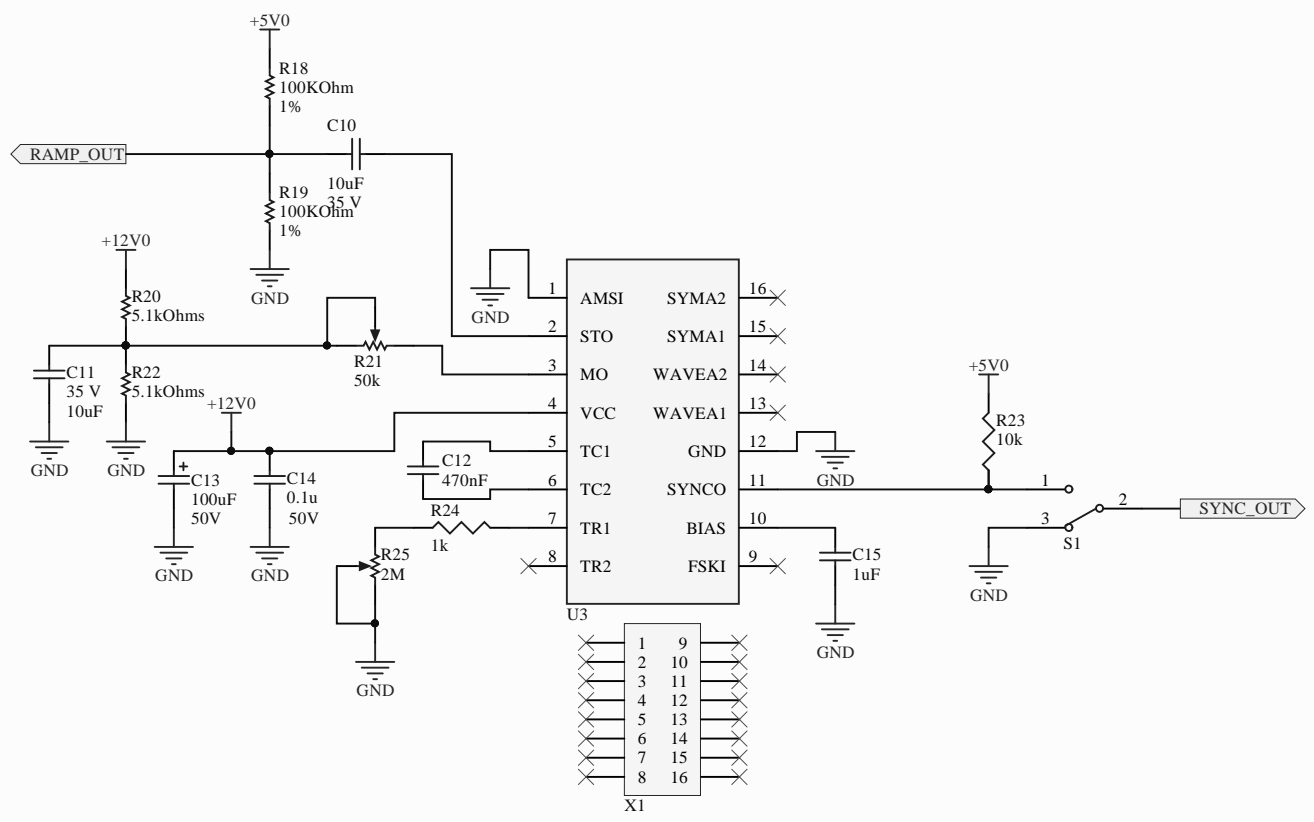 +5V0
R18
100KOhm
1%
C10
RAMP_OUT
10uF
35 V
R19
100KOhm
1%
GND
+12V0
R20
5.1kOhms
R22
5.1kOhms
C11
35 V
10uF
GND
GND
R21
50k
GND
+12V0
C13
100uF
50V
+
GND
C14
0.1u
50V
GND
C12
470nF
R24
1k
R25
2M
GND
1 AMSI SYMA2 16
2 STO SYMA1 15
3 MO WAVEA2 14
4 VCC WAVEA1 13
5 TC1 GND 12
6 TC2 SYNCO 11
7 TR1 BIAS 10
8 TR2 FSKI 9
U3
GND
C15
1uF
GND
+5V0
R23
10k
1
2
3
S1
GND
SYNC_OUT
1 9
2 10
3 11
4 12
5 13
6 14
7 15
8 16
X1